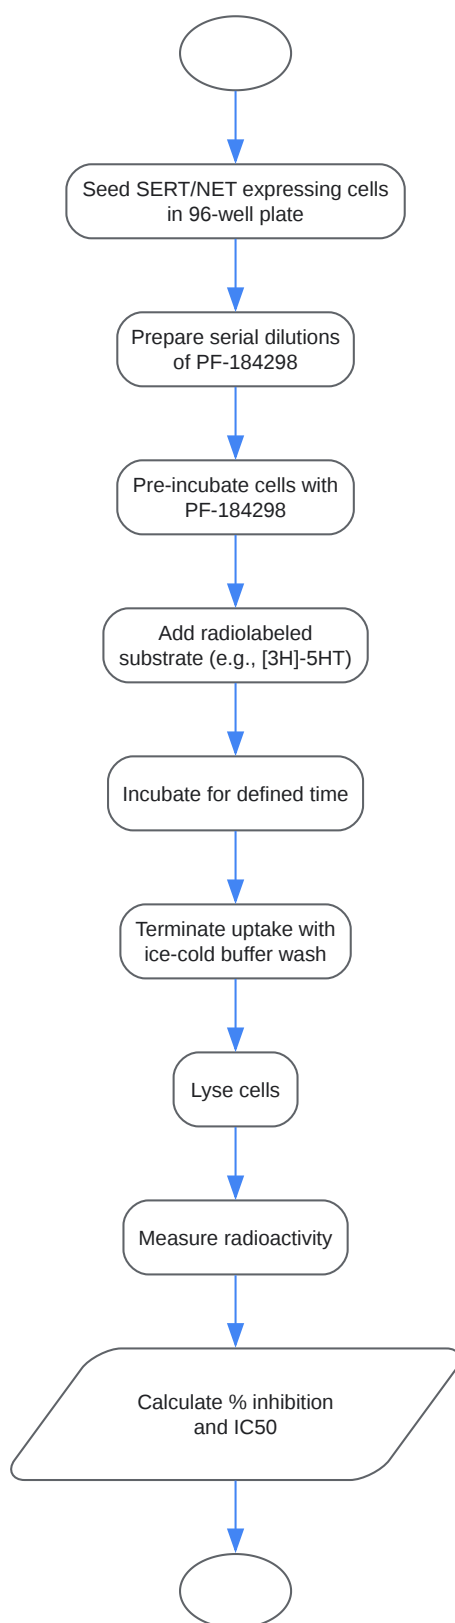 Seed SERT/NET expressing cells
in 96-well plate
Prepare serial dilutions
of PF-184298
Pre-incubate cells with
PF-184298
Add radiolabeled
substrate (e.g., [3H]-5HT)
Incubate for defined time
Terminate uptake with
ice-cold buffer wash
Lyse cells
Measure radioactivity
Calculate % inhibition
and IC50